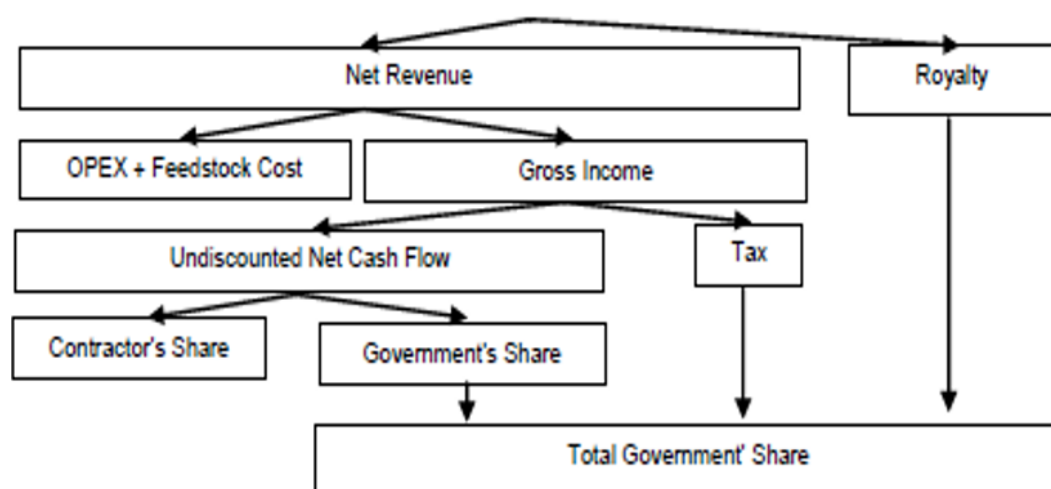 Net Revenue
Royalty
OPEX + Feedstock Cost
Gross Income
Undiscounted Net Cash Flow
Tax
Contractor's Share
Government's Share
Total Government' Share